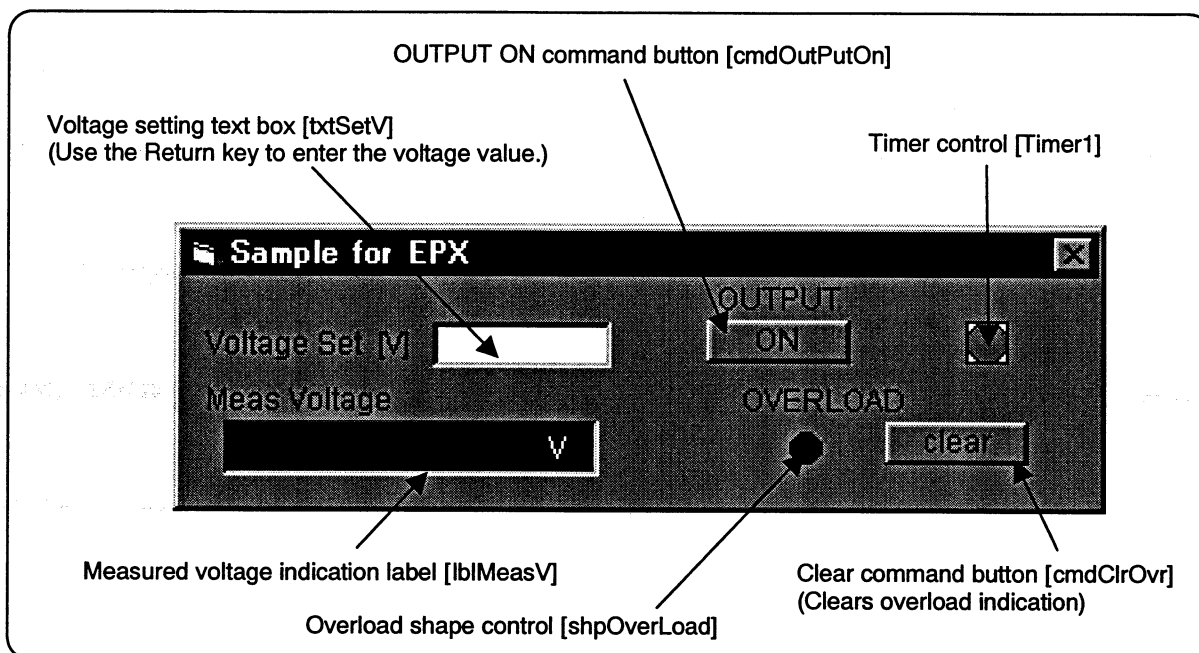 OUTPUT ON command button [cmdOutPutOn]
Voltage setting text box [txtSetV]
(Use the Return key to enter the voltage value.)
Timer control [Timer1]
Sample for EPX
OUTPUT
Voltage Set [V]
ON
Meas Voltage
OVERLOAD
V
clear
Measured voltage indication label [lblMeasV]
Clear command button [cmdClrOvr]
(Clears overload indication)
Overload shape control [shpOverLoad]